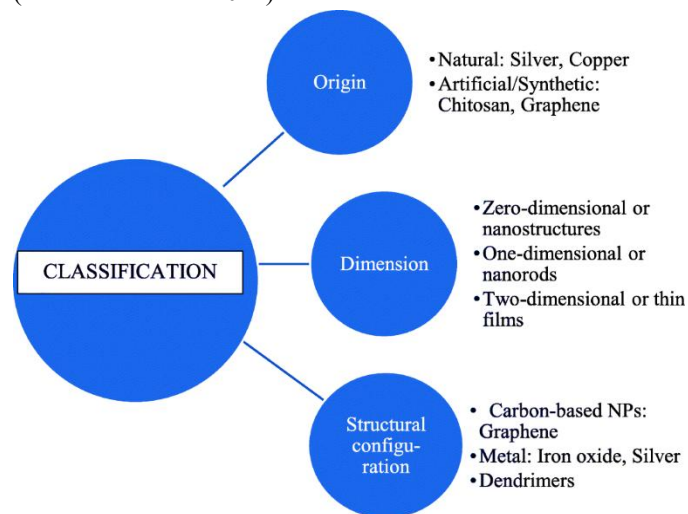 Origin
•Natural: Silver, Copper
•Artificial/Synthetic:
Chitosan, Graphene
CLASSIFICATION
Dimension
•Zero-dimensional or
nanostructures
•One-dimensional or
nanorods
•Two-dimensional or thin
films
Structural
configu-
ration
• Carbon-based NPs:
Graphene
•Metal: Iron oxide, Silver
•Dendrimers